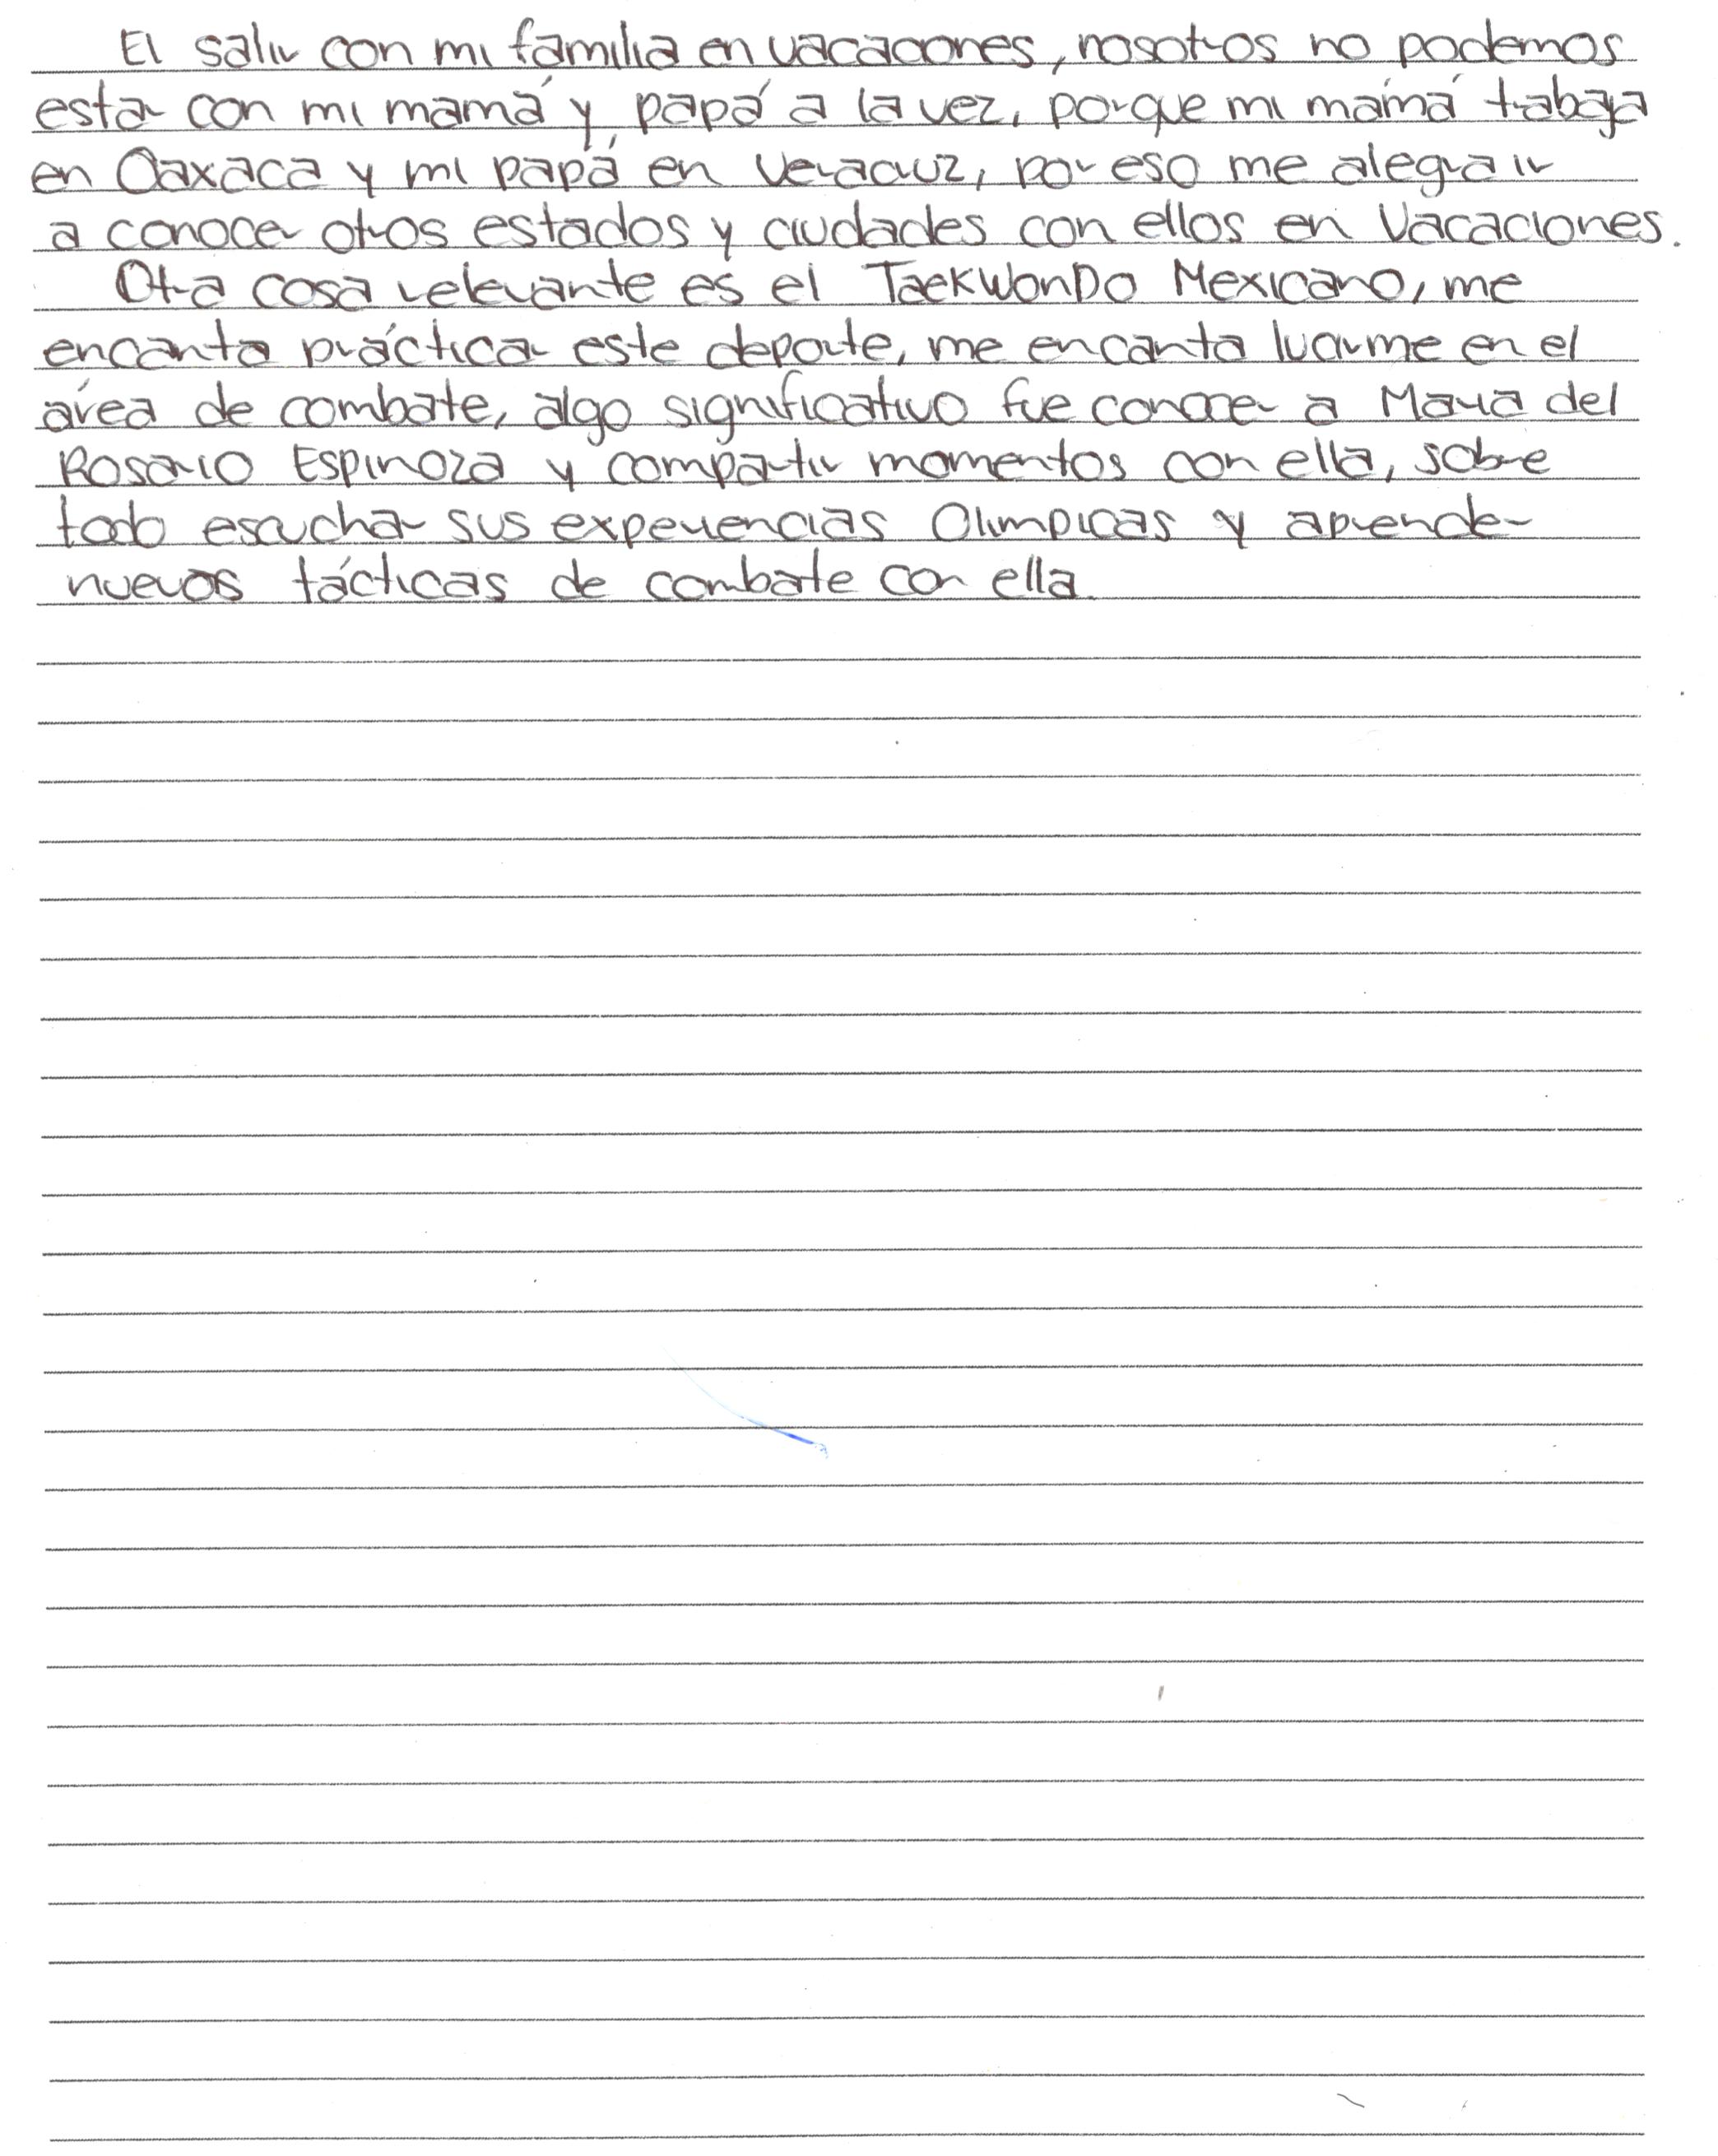 El salir con mi familia en vacaciones, nosotros no podemos
estar con mi mamá y papá a la vez, porque mi mamá trabaja
en Oaxaca y mi papá en Veracruz, por eso me alegra ir
a conocer otros estados y ciudades con ellos en Vacaciones.
Otra cosa relevante es el TaekWonDo Mexicano, me
encanta prácticar este deporte, me encanta lucirme en el
área de combate, algo significativo fue conocer a Maria del
Rosario Espinoza y compartir momentos con ella, sobre
todo escuchar sus experiencias Olimpicas y aprender
nuevas tácticas de combate con ella.